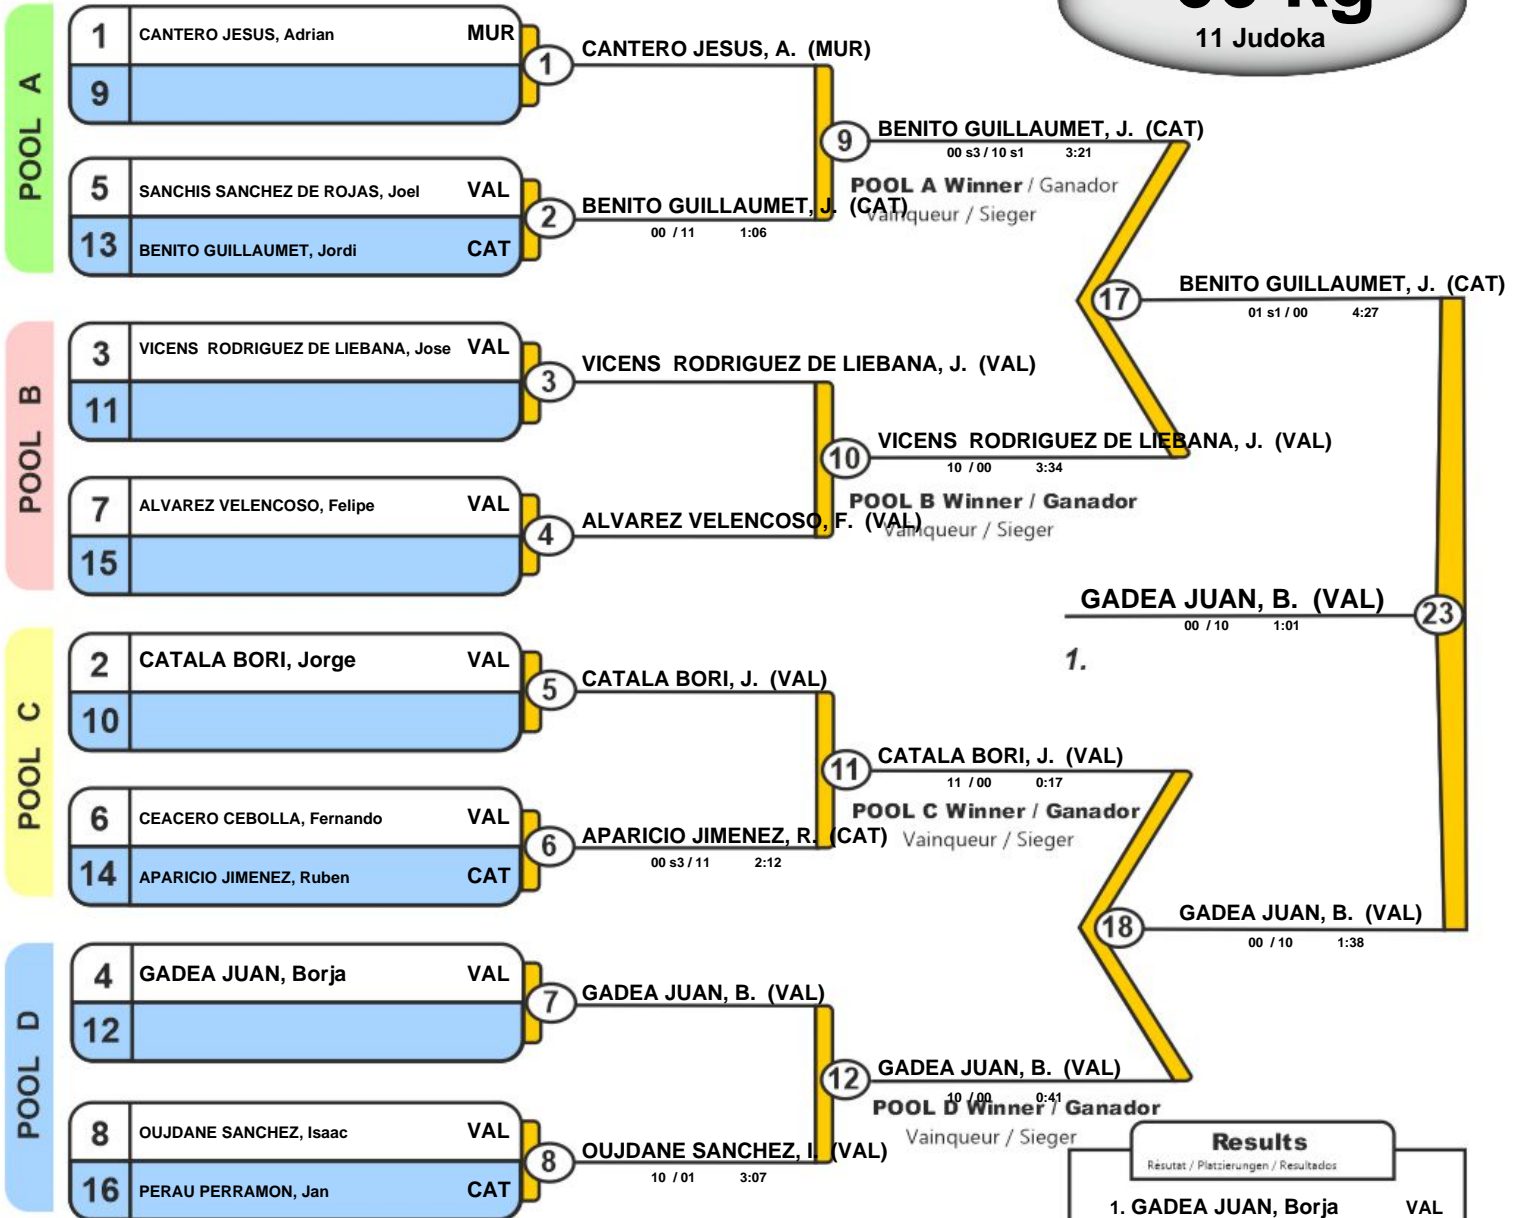 11 Judoka
POOL A
1 CANTERO JESUS, Adrian MUR
9
1 CANTERO JESUS, A. (MUR)
5 SANCHIS SANCHEZ DE ROJAS, Joel VAL
13 BENITO GUILLAUMET, Jordi CAT
2 BENITO GUILLAUMET, J. (CAT)
00 / 11 1:06
9 BENITO GUILLAUMET, J. (CAT)
00 s3 / 10 s1 3:21
POOL A Winner / Ganador
Vainqueur / Sieger
POOL B
3 VICENS RODRIGUEZ DE LIEBANA, Jose VAL
11
3 VICENS RODRIGUEZ DE LIEBANA, J. (VAL)
7 ALVAREZ VELENCOSO, Felipe VAL
15
4 ALVAREZ VELENCOSO, F. (VAL)
10 VICENS RODRIGUEZ DE LIEBANA, J. (VAL)
10 / 00 3:34
POOL B Winner / Ganador
Vainqueur / Sieger
17 BENITO GUILLAUMET, J. (CAT)
01 s1 / 00 4:27
GADEA JUAN, B. (VAL) 23
00 / 10 1:01
1.
POOL C
2 CATALA BORI, Jorge VAL
10
5 CATALA BORI, J. (VAL)
6 CEACERO CEBOLLA, Fernando VAL
14 APARICIO JIMENEZ, Ruben CAT
6 APARICIO JIMENEZ, R. (CAT)
00 s3 / 11 2:12
11 CATALA BORI, J. (VAL)
11 / 00 0:17
POOL C Winner / Ganador
Vainqueur / Sieger
POOL D
4 GADEA JUAN, Borja VAL
12
7 GADEA JUAN, B. (VAL)
8 OUJDANE SANCHEZ, Isaac VAL
16 PERAU PERRAMON, Jan CAT
8 OUJDANE SANCHEZ, I. (VAL)
10 / 01 3:07
12 GADEA JUAN, B. (VAL)
10 / 00 0:41
POOL D Winner / Ganador
Vainqueur / Sieger
18 GADEA JUAN, B. (VAL)
00 / 10 1:38
Results
Résutat / Platzierungen / Resultados
1. GADEA JUAN, Borja VAL